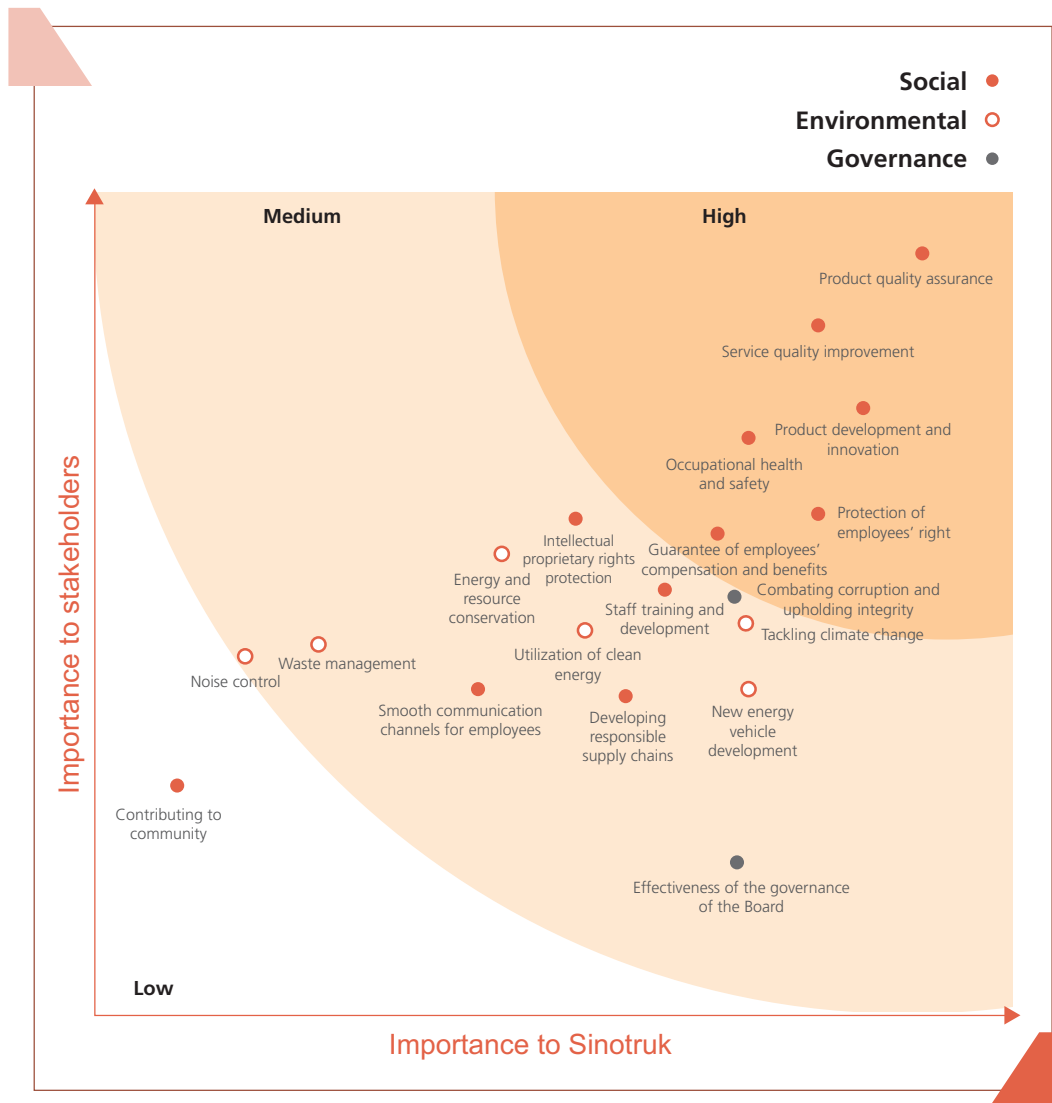 Social
Environmental
Governance
Medium
High
Product quality assurance
Service quality improvement
Product development and
innovation
Occupational health
and safety
Protection of
employees’ right
Intellectual
proprietary rights
protection
Guarantee of employees’
compensation and benefits
Energy and
resource
conservation
Combating corruption and
upholding integrity
Staff training and
development
Tackling climate change
Utilization of clean
energy
Waste management
Noise control
Smooth communication
channels for employees
Developing
responsible
supply chains
New energy
vehicle
development
Contributing to
community
Effectiveness of the governance
of the Board
Low
Importance to stakeholders
Importance to Sinotruk